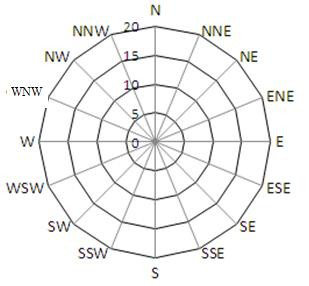 N
NNW 20 NNE
NW 15 NE
WNW 10 ENE
5
W 0 E
WSW ESE
SW SE
SSW SSE
S